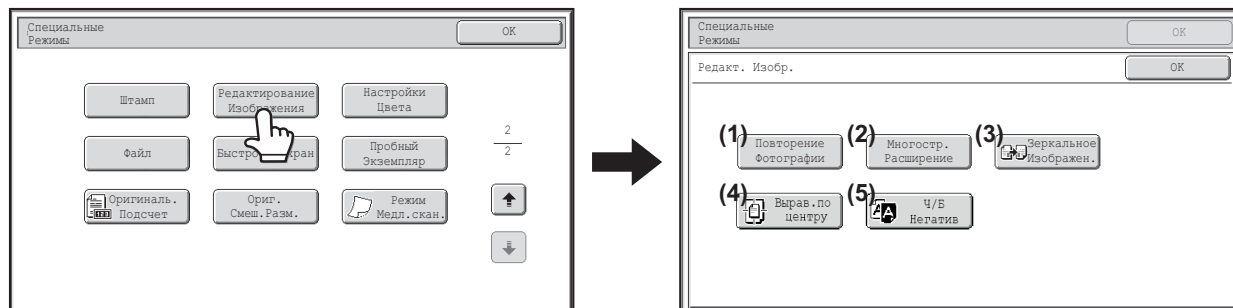 Специальные
Режимы
OK
Штамп
Редактирование
Изображения
Настройки
Цвета
Файл
Пробный
Экземпляр
2
2
Оригиналь.
Подсчет
Ориг.
Смеш.Разм.
Режим
Медл.скан.
Специальные
Режимы
OK
Редакт. Изобр.
OK
(1)
Повторение
Фотографии
(2)
Многостр.
Расширение
(3)
Зеркальное
Изображен.
(4)
Вырав.по
центру
(5)
Ч/Б
Негатив